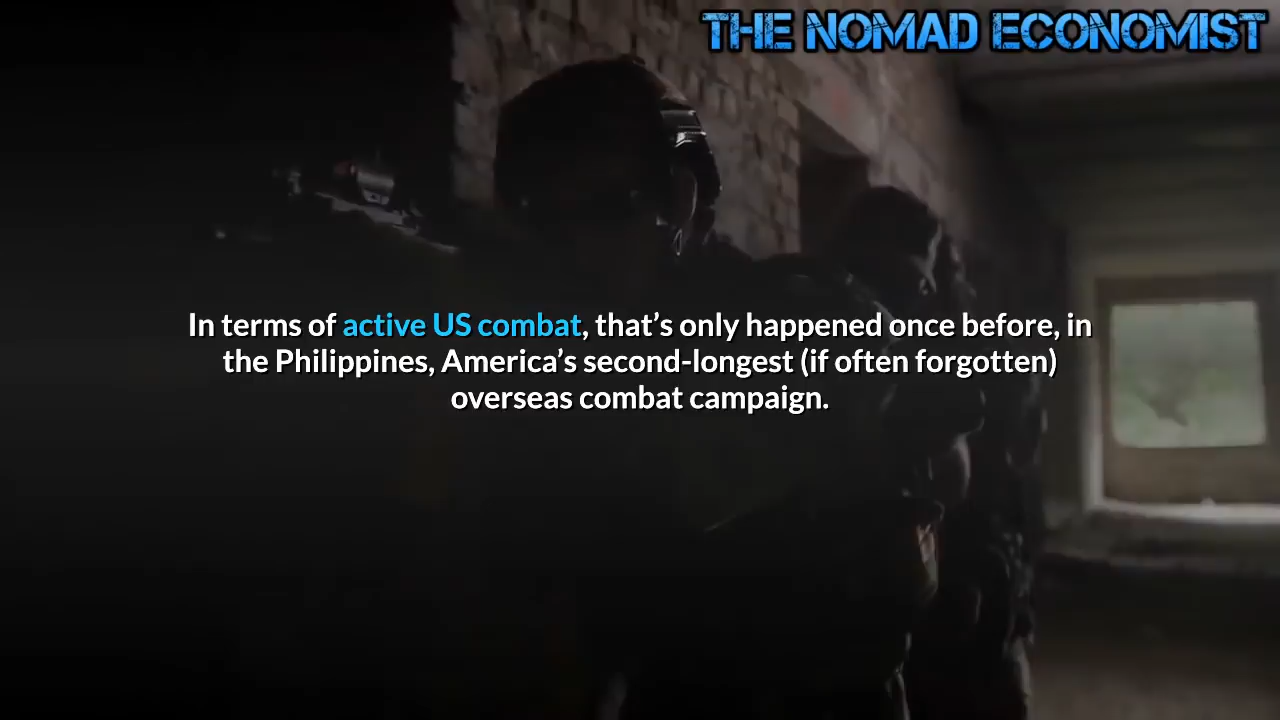 THE NOMAD ECONOMIST
In terms of active US combat, that’s only happened once before, in
the Philippines, America’s second-longest (if often forgotten)
overseas combat campaign.